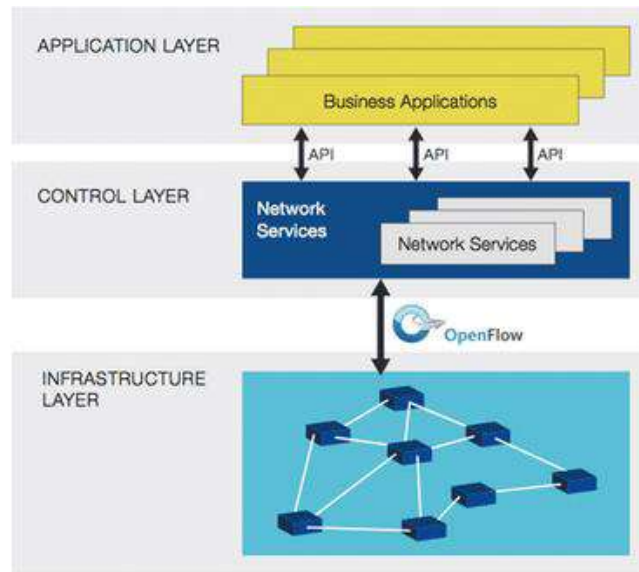 APPLICATION LAYER
Business Applications
API
API
API
CONTROL LAYER
Network
Services
Network Services
OpenFlow
INFRASTRUCTURE
LAYER